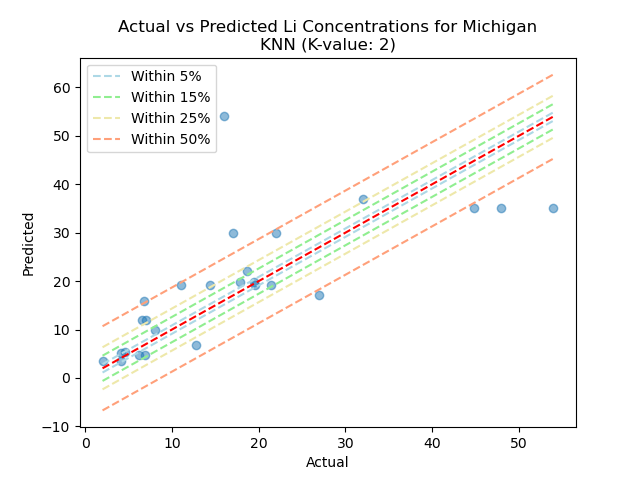 Actual vs Predicted Li Concentrations for Michigan
KNN (K-value: 2)
Within 5%
Within 15%
Within 25%
Within 50%
60
50
40
30
20
10
0
−10
Predicted
0
10
20
30
40
50
Actual